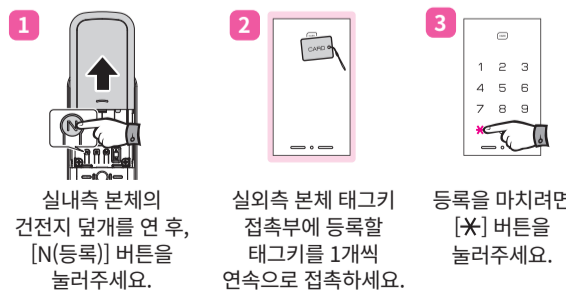 1
2
3
N
CARD
1 2 3
4 5 6
7 8 9
*
실내측 본체의
건전지 덮개를 연 후,
[N(등록)] 버튼을
눌러주세요.
실외측 본체 태그키
접촉부에 등록할
태그키를 1개씩
연속으로 접촉하세요.
등록을 마치려면
[*] 버튼을
눌러주세요.